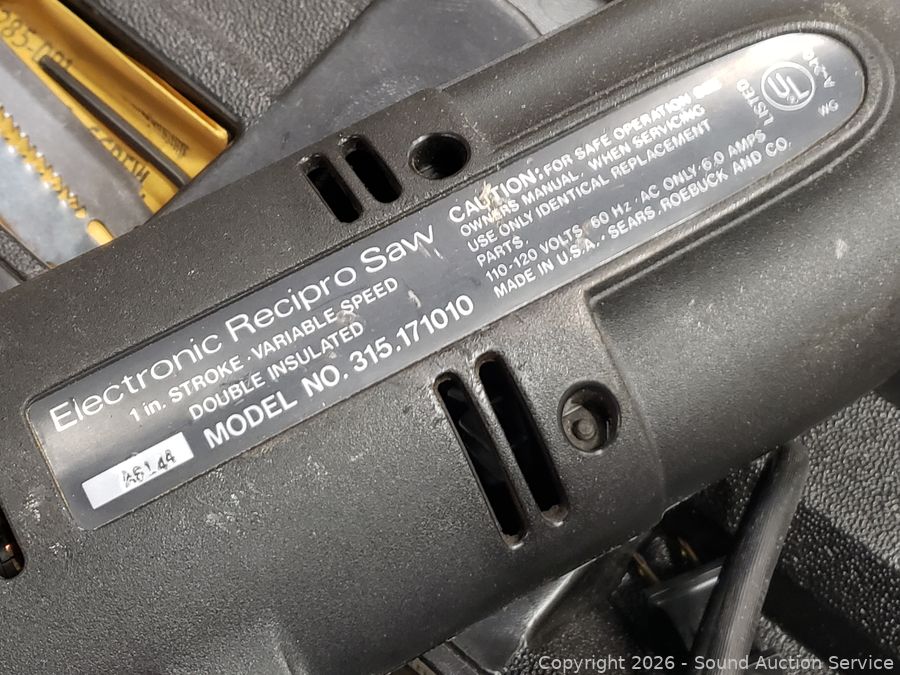 Electronic Recipro Saw
1 in. STROKE · VARIABLE SPEED
DOUBLE INSULATED
MODEL NO. 315.171010
A6144
CAUTION: FOR SAFE OPERATION SEE
OWNERS MANUAL. WHEN SERVICING
USE ONLY IDENTICAL REPLACEMENT
PARTS.
110-120 VOLTS · 60 Hz · AC ONLY · 6.0 AMPS
MADE IN U.S.A. · SEARS, ROEBUCK AND CO.
LISTED
UL
WG
Copyright © 2026 - Sound Auction Service